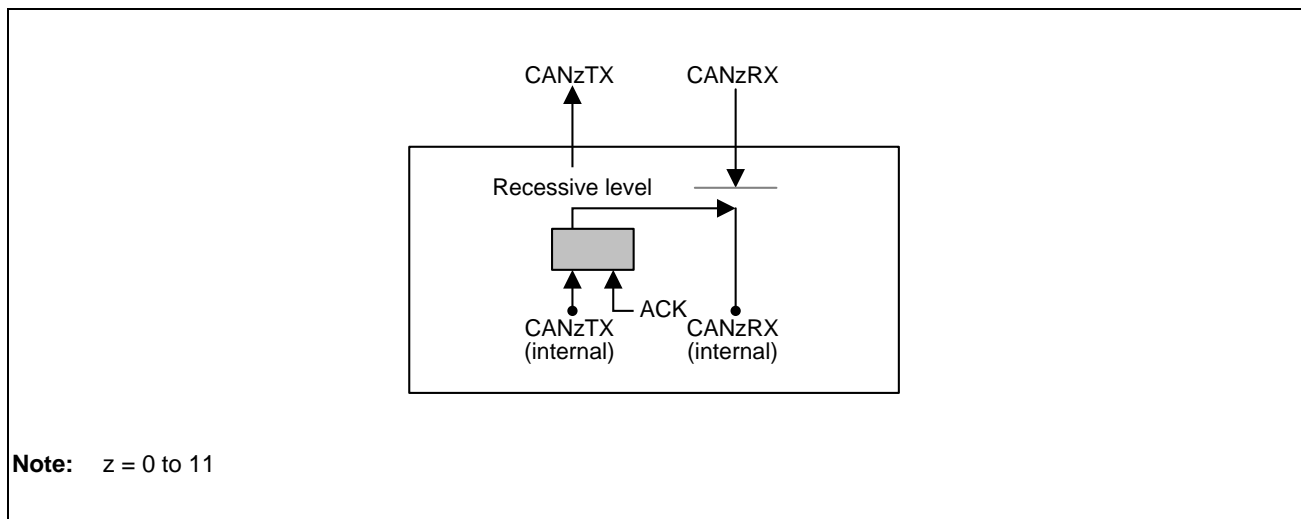 CANzTX CANzRX
Recessive level
ACK
CANzTX CANzRX
(internal) (internal)
Note: z = 0 to 11